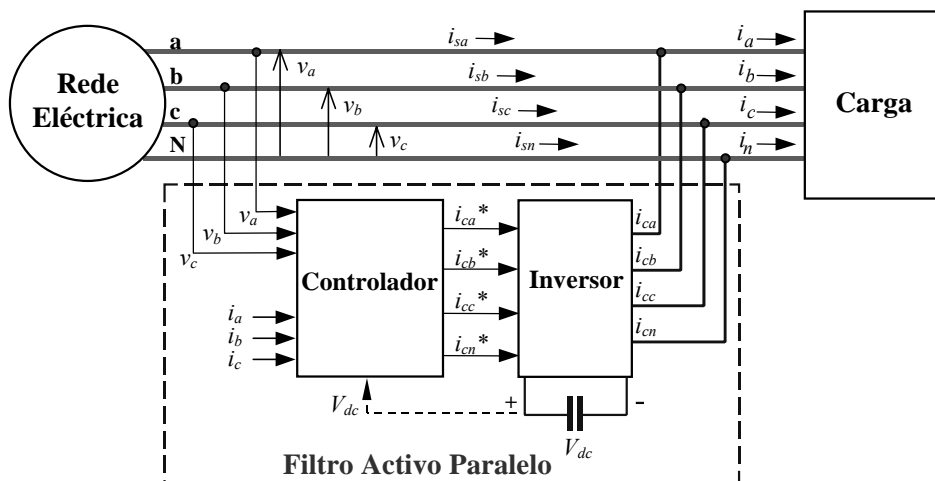 Rede
Eléctrica
a
b
c
N
v_a
v_b
v_c
i_sa
i_sb
i_sc
i_sn
i_a
i_b
i_c
i_n
Carga
v_a
v_b
v_c
i_a
i_b
i_c
Controlador
i_ca*
i_cb*
i_cc*
i_cn*
Inversor
i_ca
i_cb
i_cc
i_cn
V_dc
+
-
V_dc
Filtro Activo Paralelo